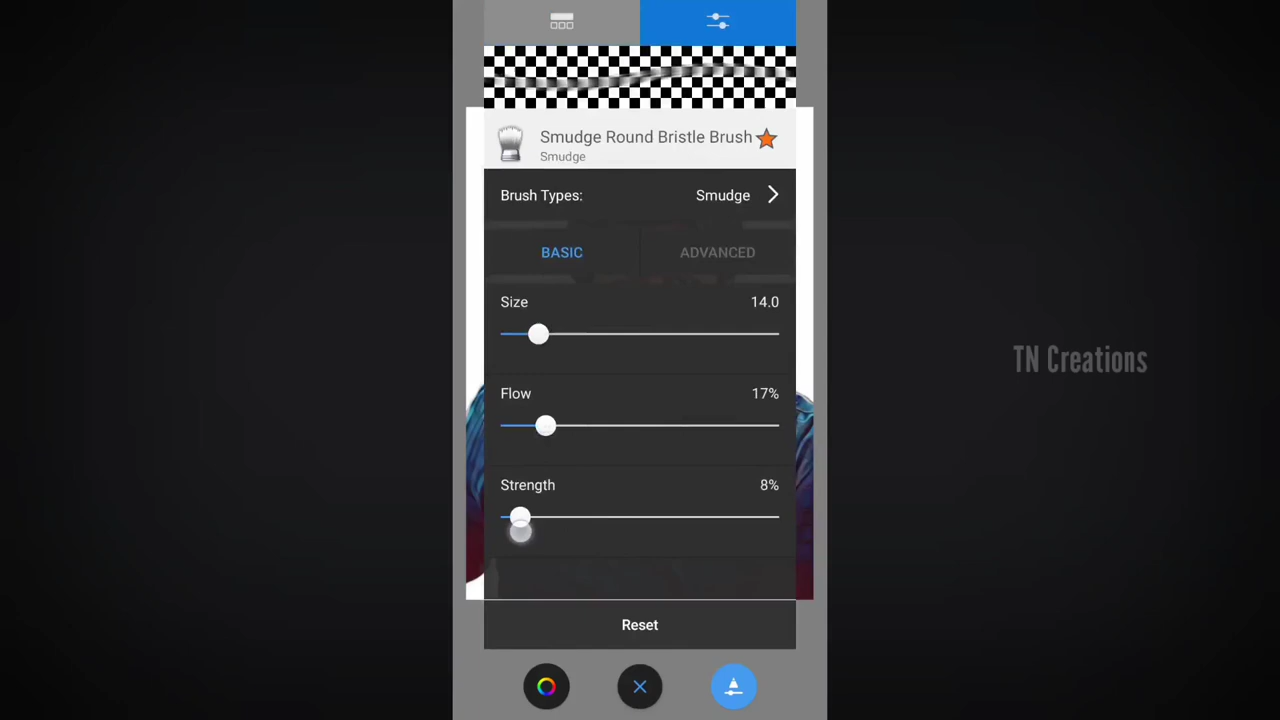 Smudge Round Bristle Brush
Smudge
Brush Types: Smudge
BASIC ADVANCED
Size 14.0
Flow 17%
Strength 8%
Reset
TN Creations